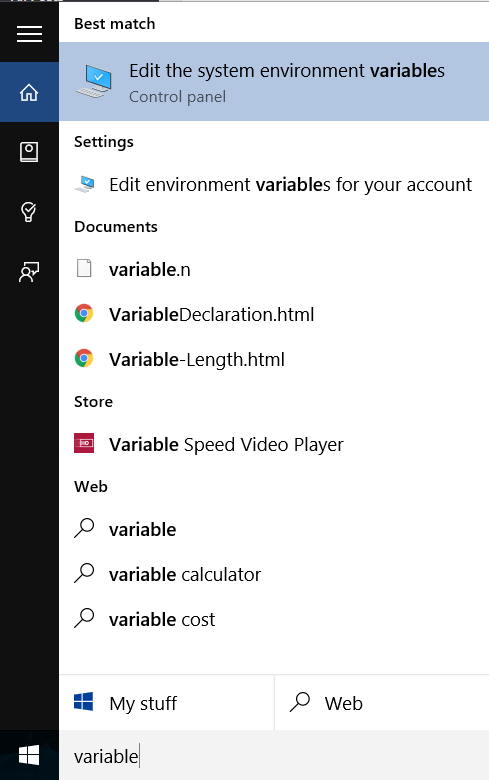 Best match
Edit the system environment variables
Control panel
Settings
Edit environment variables for your account
Documents
variable.n
VariableDeclaration.html
Variable-Length.html
Store
Variable Speed Video Player
Web
variable
variable calculator
variable cost
My stuff
Web
variable